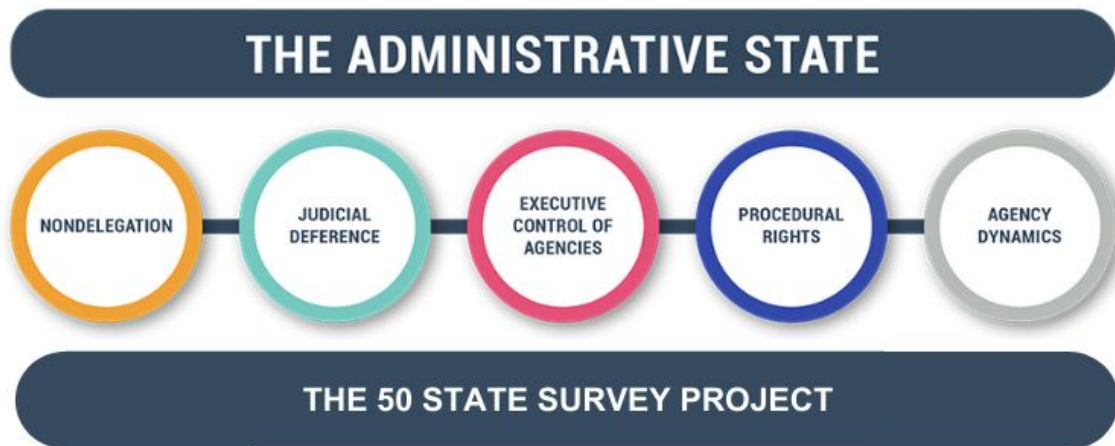 THE ADMINISTRATIVE STATE
NONDELEGATION
JUDICIAL
DEFERENCE
EXECUTIVE
CONTROL OF
AGENCIES
PROCEDURAL
RIGHTS
AGENCY
DYNAMICS
THE 50 STATE SURVEY PROJECT